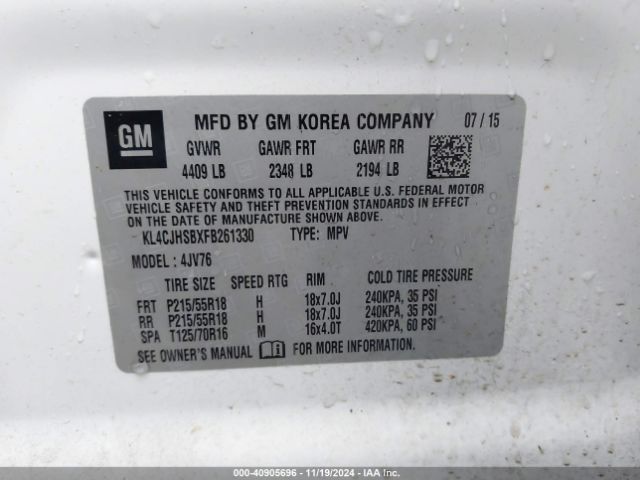 GM
MFD BY GM KOREA COMPANY 07 / 15
GVWR GAWR FRT GAWR RR
4409 LB 2348 LB 2194 LB
THIS VEHICLE CONFORMS TO ALL APPLICABLE U.S. FEDERAL MOTOR
VEHICLE SAFETY AND THEFT PREVENTION STANDARDS IN EFFECT ON
THE DATE OF MANUFACTURE SHOWN ABOVE.
KL4CJHSBXFB261330 TYPE: MPV
MODEL: 4JV76
TIRE SIZE SPEED RTG RIM COLD TIRE PRESSURE
FRT P215/55R18 H 18x7.0J 240KPA, 35 PSI
RR P215/55R18 H 18x7.0J 240KPA, 35 PSI
SPA T125/70R16 M 16x4.0T 420KPA, 60 PSI
SEE OWNER'S MANUAL FOR MORE INFORMATION.
000-40905696 - 11/19/2024 - IAAI.com